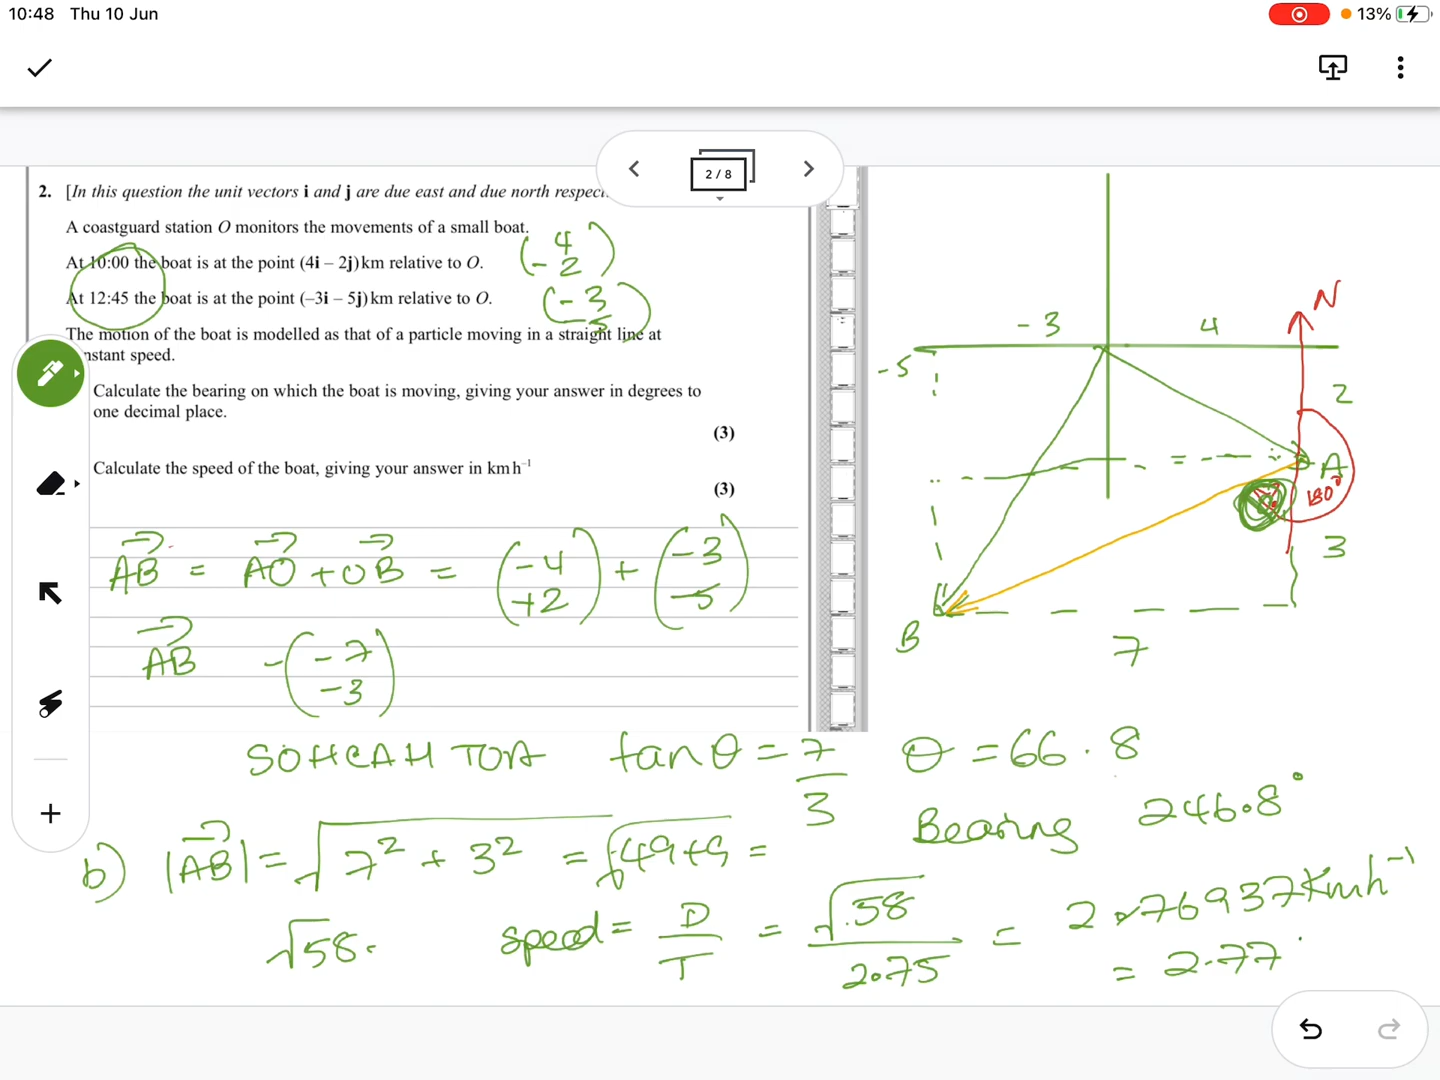 10:48 Thu 10 Jun
13%
2 / 8
2. [In this question the unit vectors i and j are due east and due north
A coastguard station O monitors the movements of a small boat.
At 10:00 the boat is at the point (4i – 2j) km relative to O.
(4
-2)
At 12:45 the boat is at the point (–3i – 5j) km relative to O.
(-3
-5)
The motion of the boat is modelled as that of a particle moving in a straight line at
speed.
Calculate the bearing on which the boat is moving, giving your answer in degrees to
one decimal place.
(3)
Calculate the speed of the boat, giving your answer in km h⁻¹
(3)
AB = AO + OB = (-4
+2) + (-3
-5)
AB - (-7
-3)
N
-3 4
-5
2
A
180°
3
B
7
SOHCAH TOA tanθ = 7/3 θ = 66.8
Bearing 246.8°
b) |AB| = √7² + 3² = √49+9 =
√58. speed = D/T = √58/2.75 = 2.76937Kmh⁻¹
= 2.77